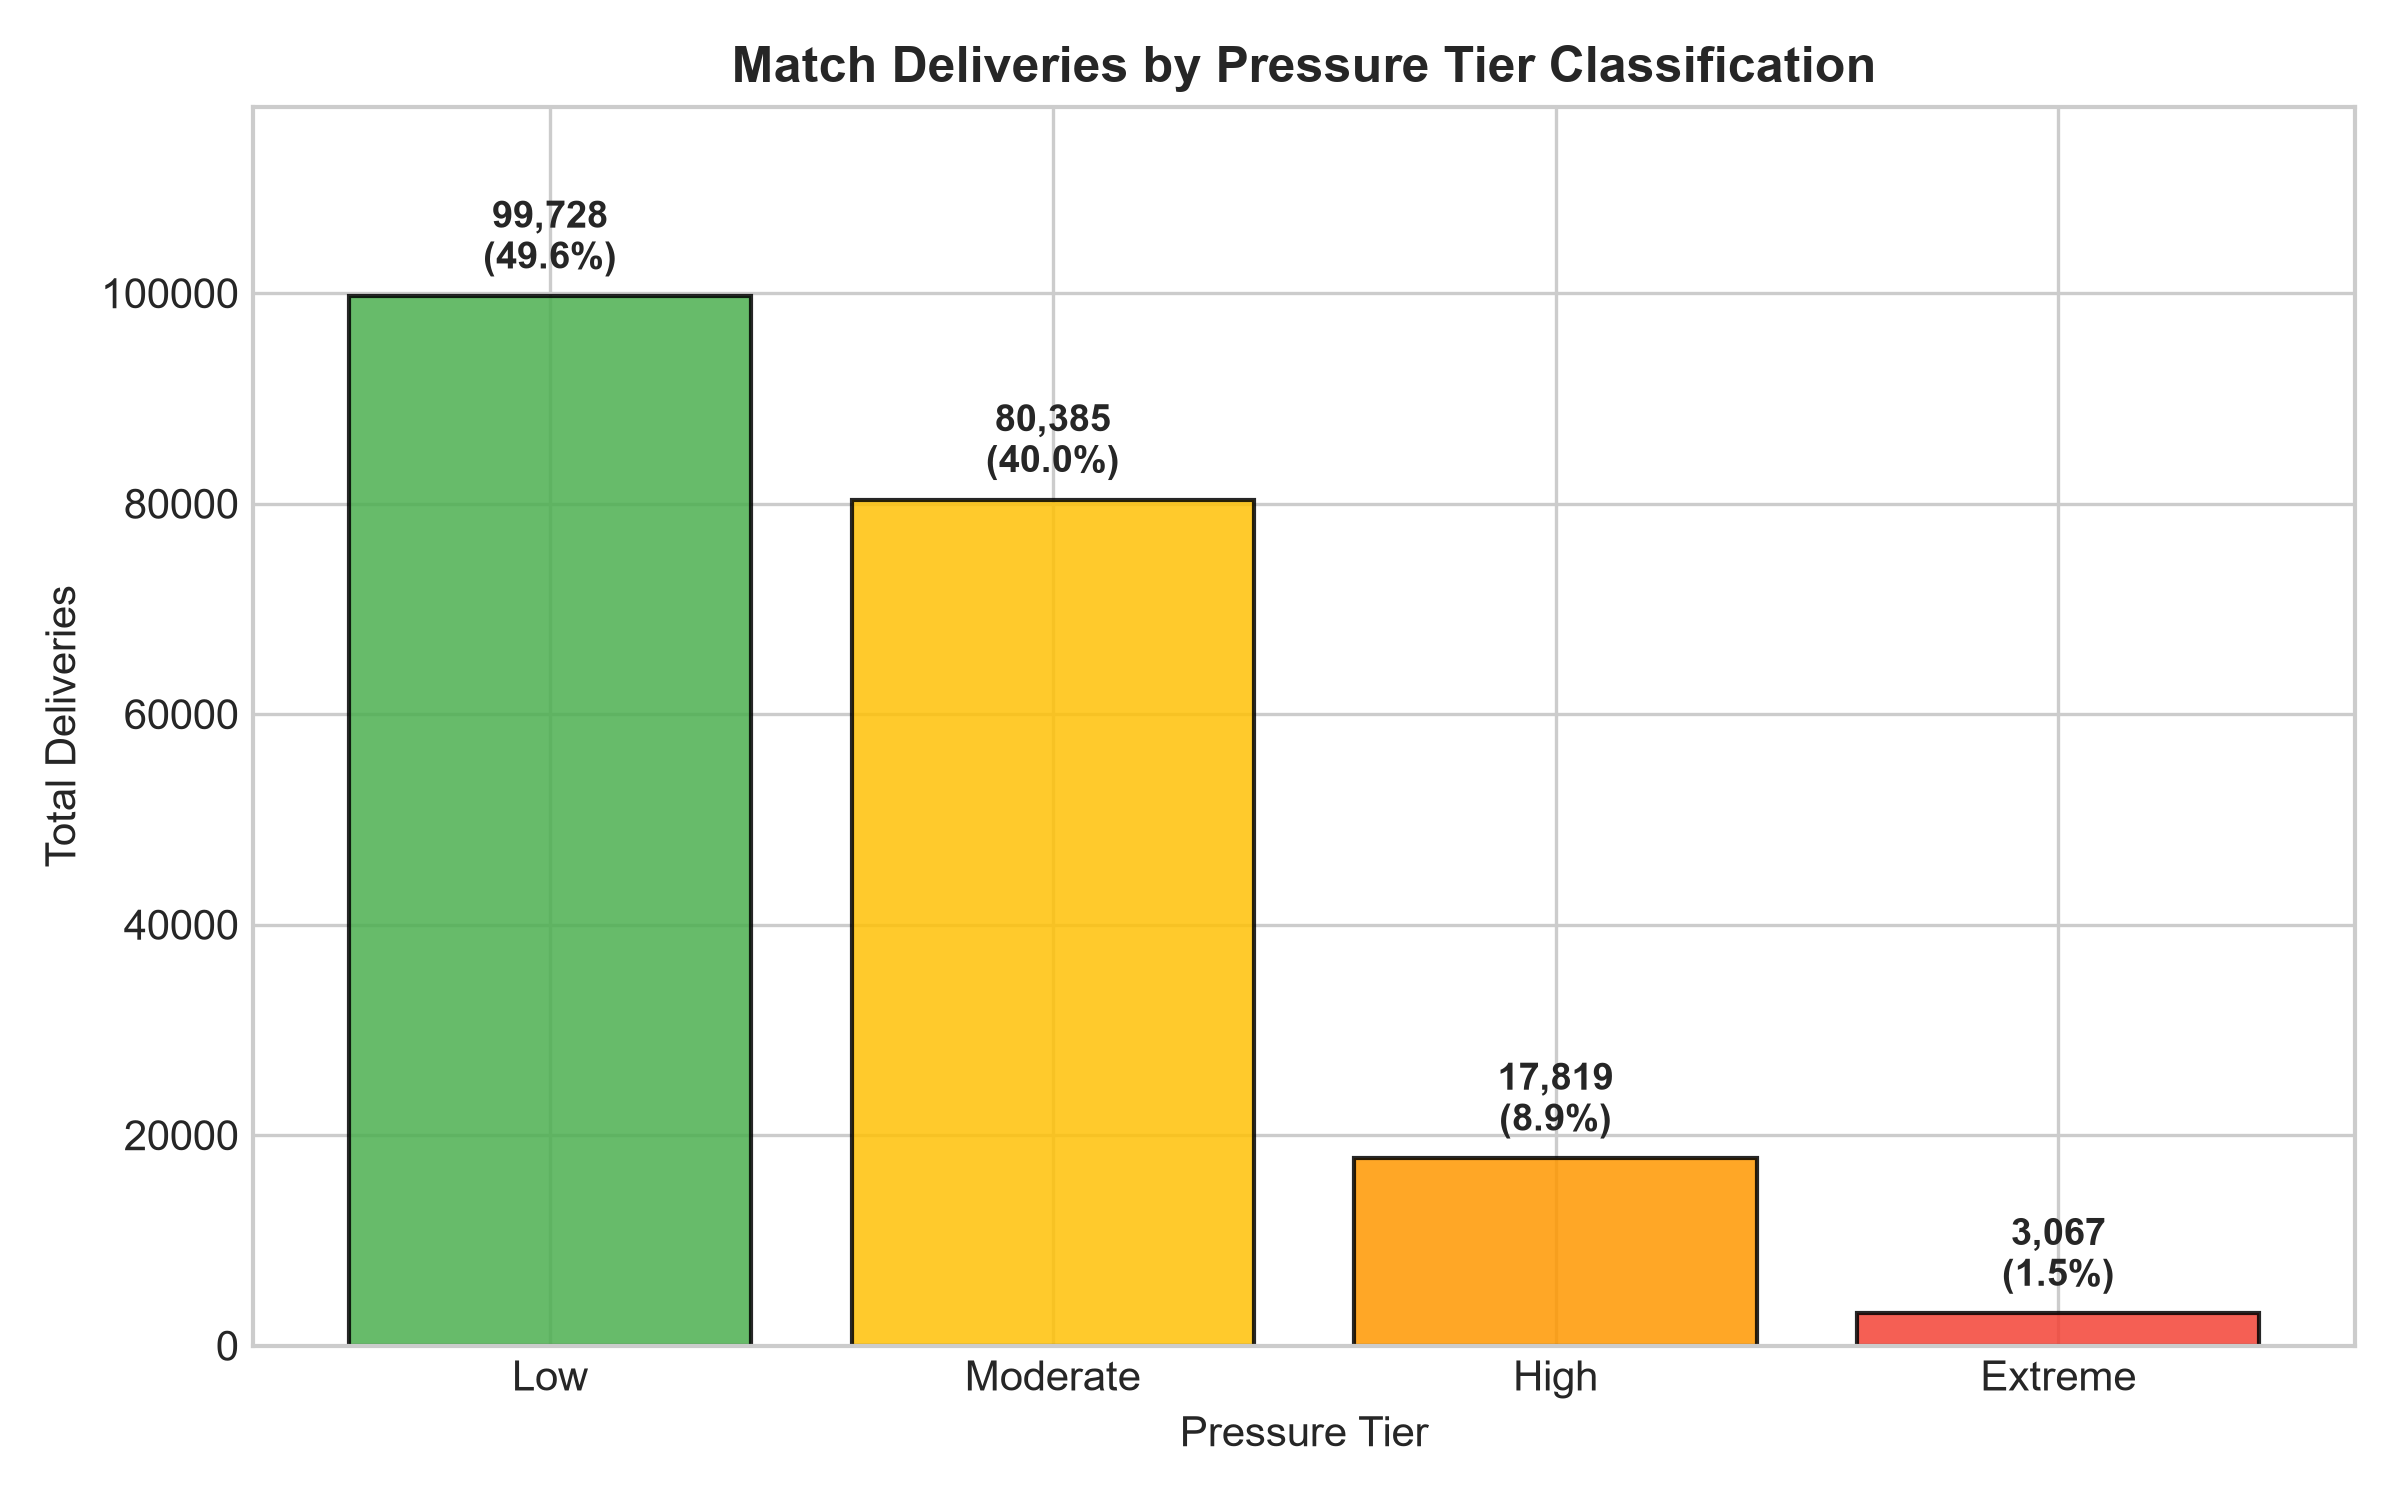 Match Deliveries by Pressure Tier Classification
99,728
(49.6%)
80,385
(40.0%)
17,819
(8.9%)
3,067
(1.5%)
100000
80000
60000
40000
20000
0
Total Deliveries
Low
Moderate
High
Extreme
Pressure Tier